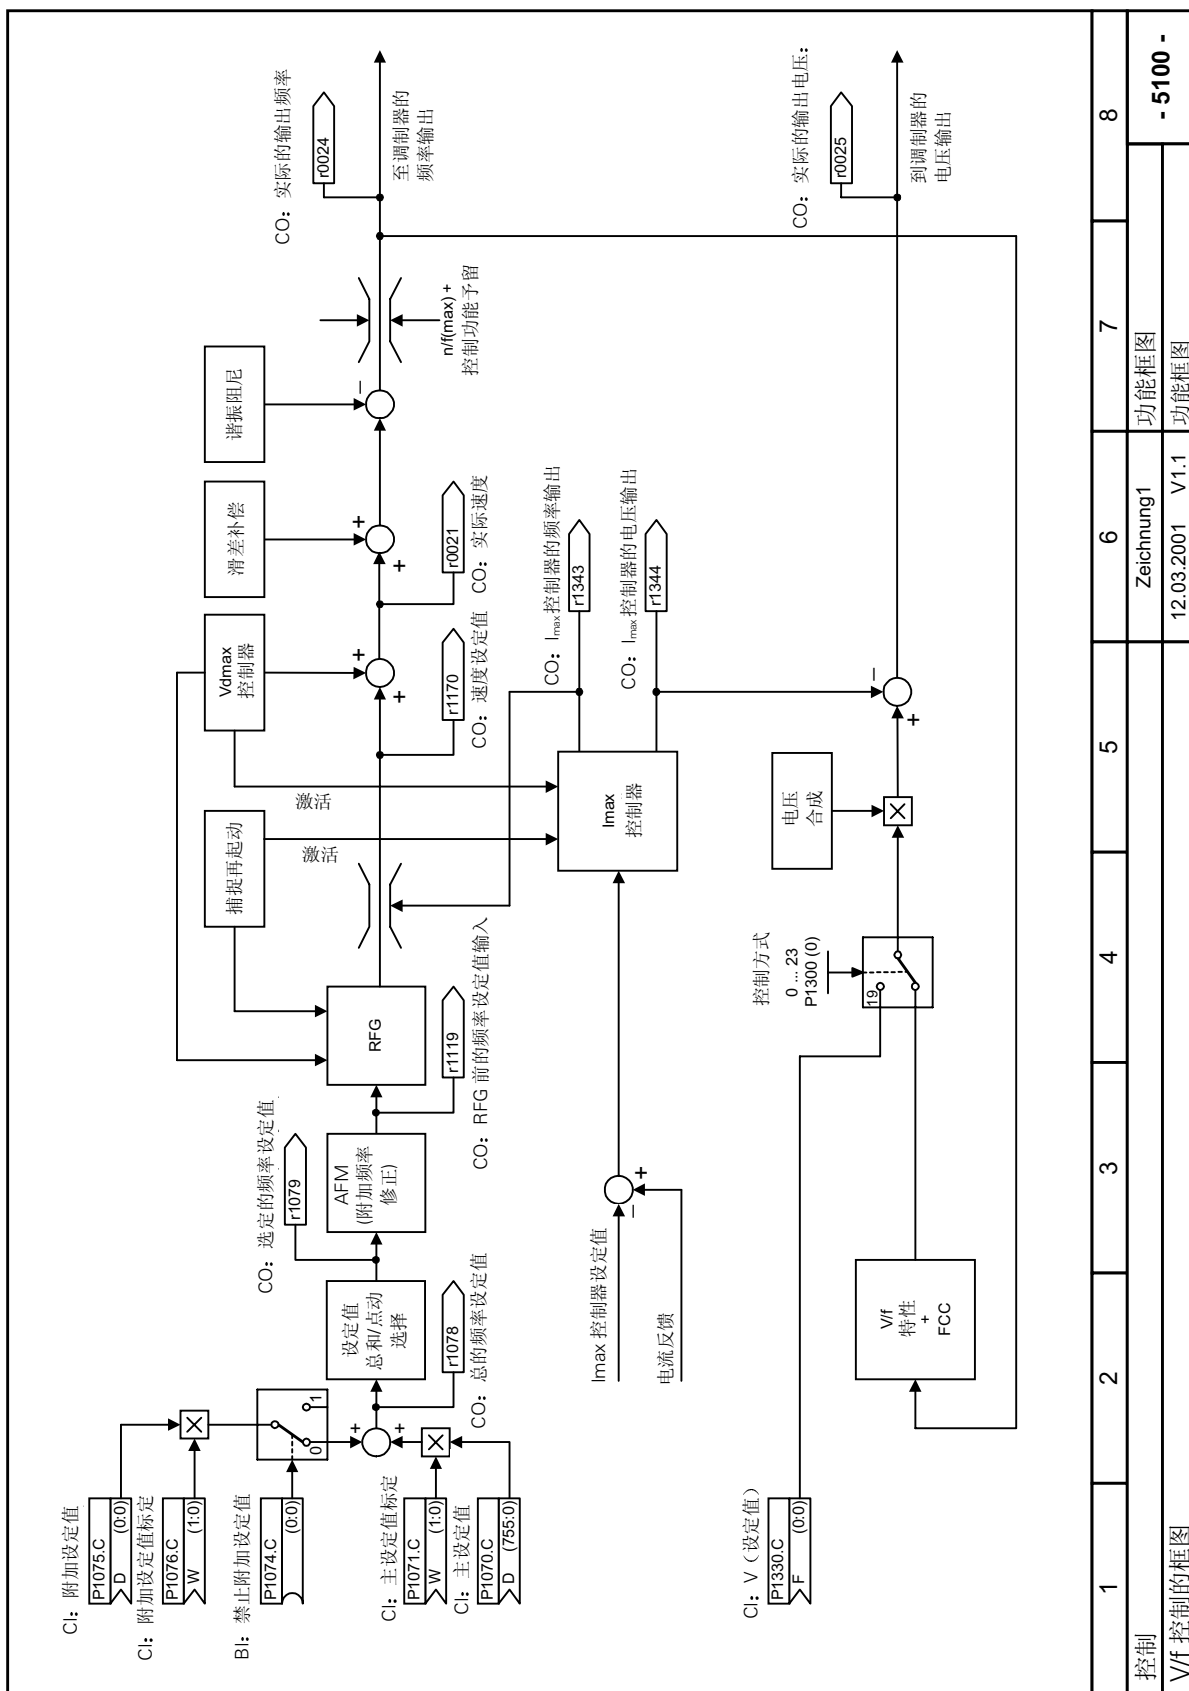 CI: 附加设定值
P1075.C
D (0:0)
CI: 附加设定值标定
P1076.C
W (1:0)
BI: 禁止附加设定值
P1074.C
(0:0)
0
1
CI: 主设定值标定
P1071.C
W (1:0)
CI: 主设定值
P1070.C
D (755:0)
+
+
r1078
CO: 总的频率设定值
设定值
总和/点动
选择
CO: 选定的频率设定值
r1079
AFM
(附加频率
修正)
r1119
CO: RFG 前的频率设定值输入
RFG
捕捉再起动
激活
激活
Vdmax
控制器
+
+
r1170
CO: 速度设定值
滑差补偿
+
+
r0021
CO: 实际速度
谐振阻尼
–
n/f(max) +
控制功能予留
CO: 实际的输出频率
r0024
至调制器的
频率输出
Imax 控制器设定值
电流反馈
–
+
Imax
控制器
CO: Imax 控制器的频率输出
r1343
CO: Imax 控制器的电压输出
r1344
CI: V（设定值）
P1330.C
F (0:0)
V/f
特性
+
FCC
控制方式
0 ... 23
P1300 (0)
19
电压
合成
+
–
CO: 实际的输出电压:
r0025
到调制器的
电压输出
1
2
3
4
5
6
7
8
控制
Zeichnung1
功能框图
- 5100 -
V/f 控制的框图
12.03.2001
V1.1
功能框图